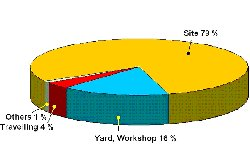 Site 79 %
Others 1 %
Travelling 4 %
Yard, Workshop 16 %